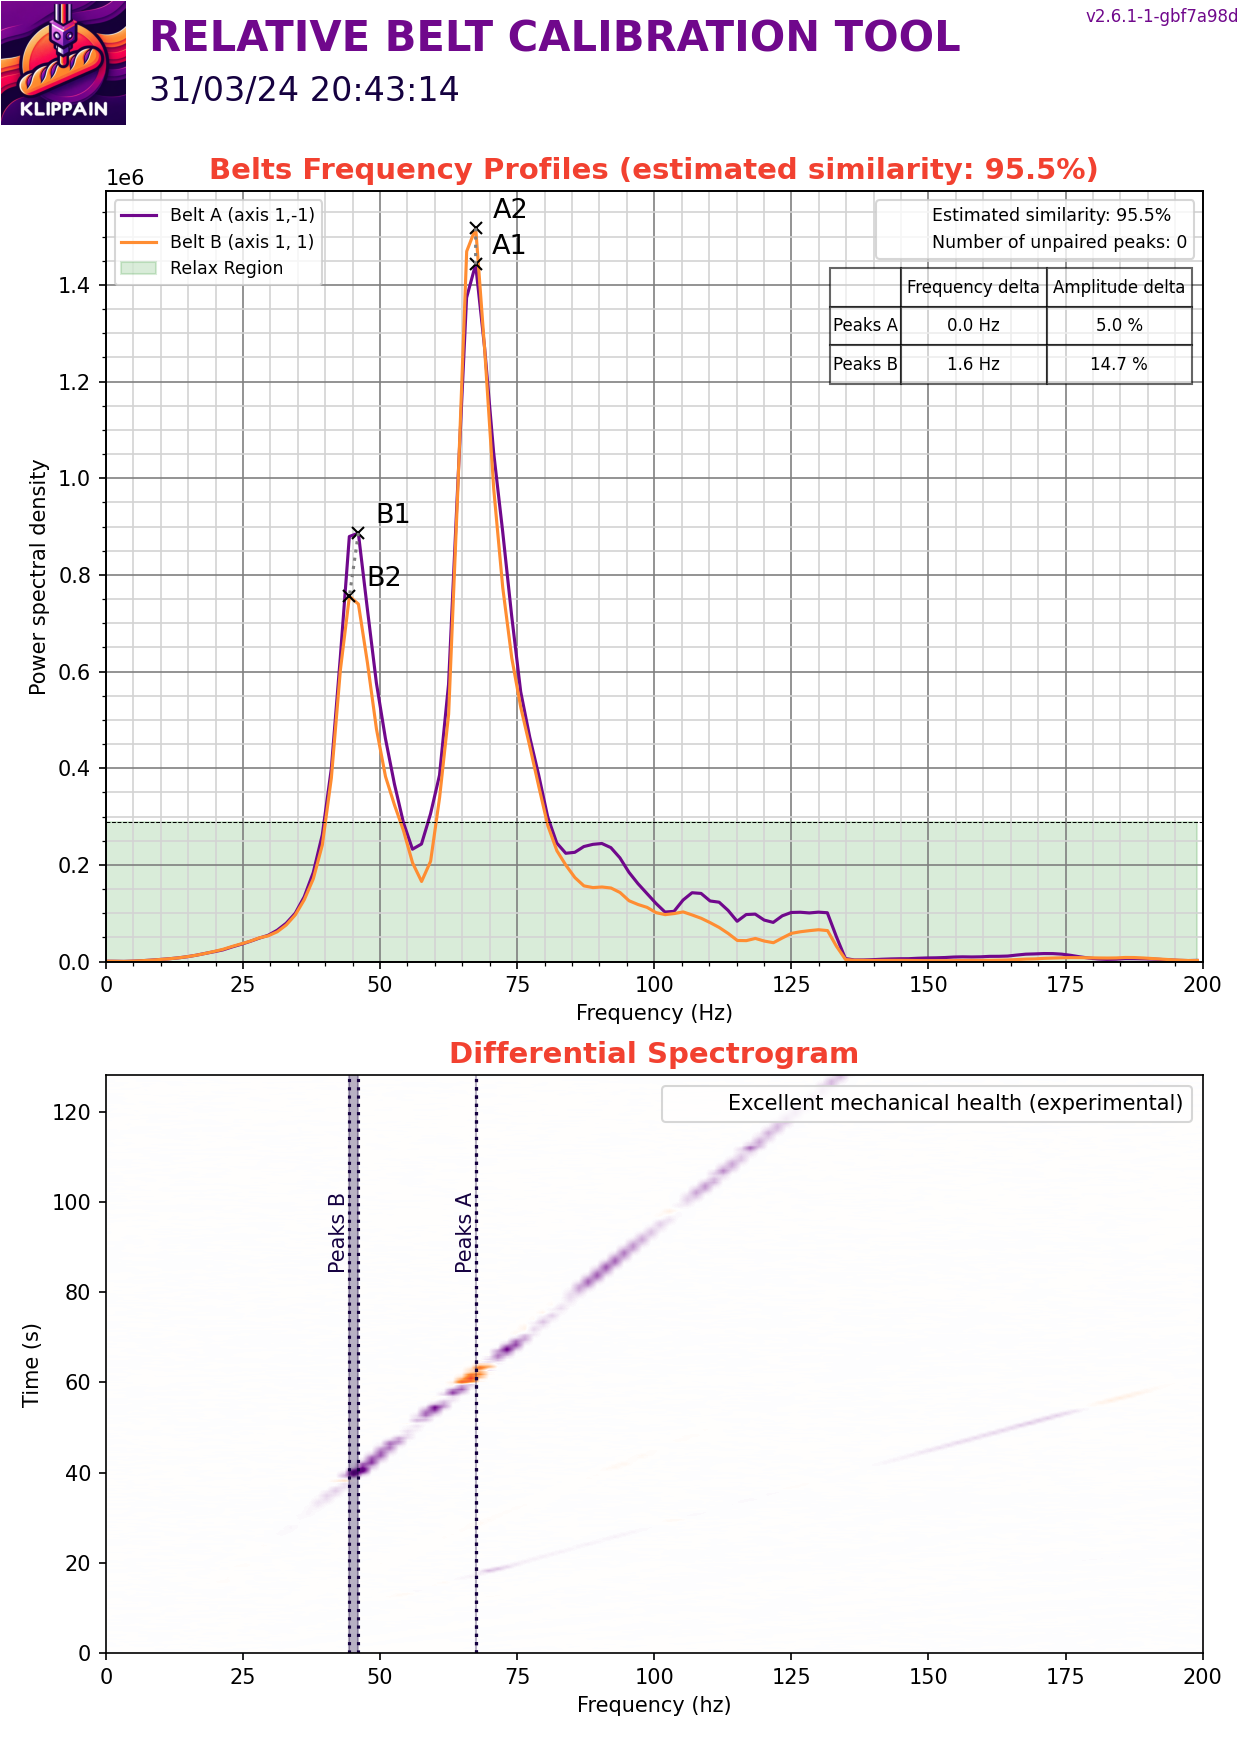 KLIPPAIN
RELATIVE BELT CALIBRATION TOOL
v2.6.1-1-gbf7a98d
31/03/24 20:43:14
Belts Frequency Profiles (estimated similarity: 95.5%)
1e6
Belt A (axis 1,-1)
Belt B (axis 1, 1)
Relax Region
A2
A1
B1
B2
Estimated similarity: 95.5%
Number of unpaired peaks: 0
Frequency delta Amplitude delta
Peaks A 0.0 Hz 5.0 %
Peaks B 1.6 Hz 14.7 %
Power spectral density
1.4
1.2
1.0
0.8
0.6
0.4
0.2
0.0
0 25 50 75 100 125 150 175 200
Frequency (Hz)
Differential Spectrogram
Excellent mechanical health (experimental)
Peaks B
Peaks A
Time (s)
120
100
80
60
40
20
0
0 25 50 75 100 125 150 175 200
Frequency (hz)